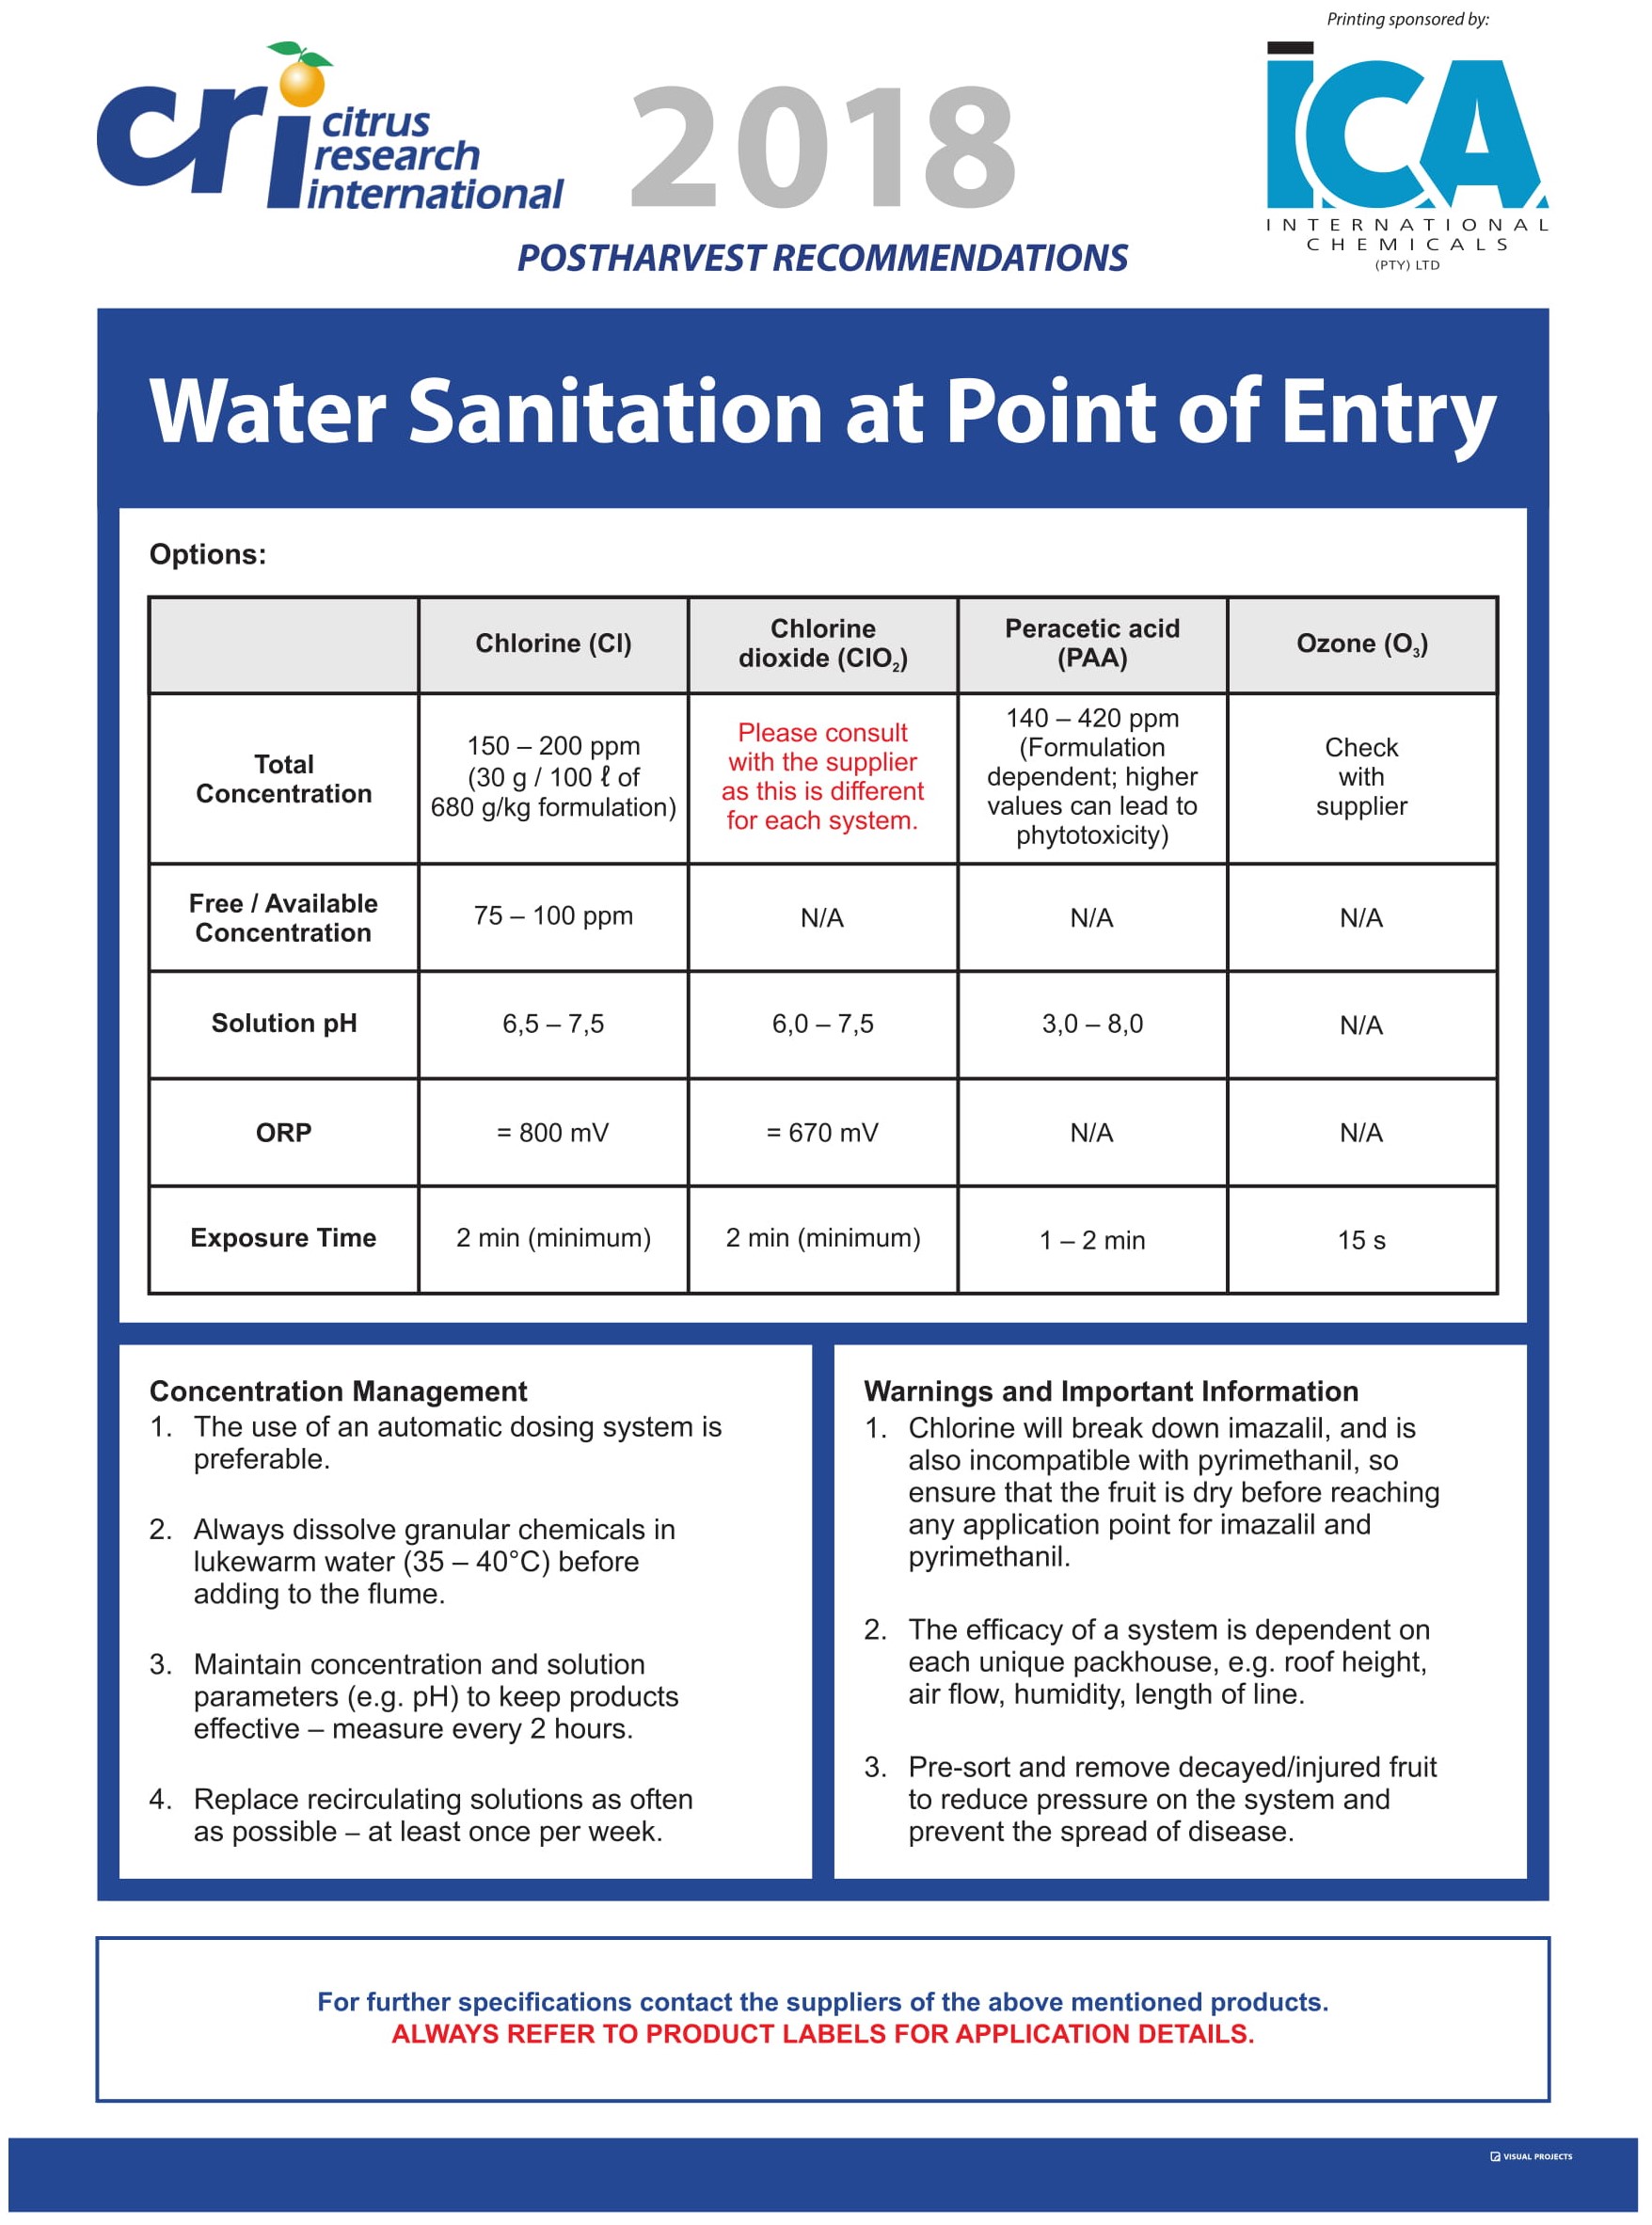 Printing sponsored by:
cri citrus
research
international
2018
ICA
INTERNATIONAL
CHEMICALS
(PTY) LTD
POSTHARVEST RECOMMENDATIONS
Water Sanitation at Point of Entry
Options:
Chlorine (Cl)
Chlorine
dioxide (ClO₂)
Peracetic acid
(PAA)
Ozone (O₃)
Total
Concentration
150 – 200 ppm
(30 g / 100 ℓ of
680 g/kg formulation)
Please consult
with the supplier
as this is different
for each system.
140 – 420 ppm
(Formulation
dependent; higher
values can lead to
phytotoxicity)
Check
with
supplier
Free / Available
Concentration
75 – 100 ppm
N/A
N/A
N/A
Solution pH
6,5 – 7,5
6,0 – 7,5
3,0 – 8,0
N/A
ORP
= 800 mV
= 670 mV
N/A
N/A
Exposure Time
2 min (minimum)
2 min (minimum)
1 – 2 min
15 s
Concentration Management
1. The use of an automatic dosing system is
preferable.
2. Always dissolve granular chemicals in
lukewarm water (35 – 40°C) before
adding to the flume.
3. Maintain concentration and solution
parameters (e.g. pH) to keep products
effective – measure every 2 hours.
4. Replace recirculating solutions as often
as possible – at least once per week.
Warnings and Important Information
1. Chlorine will break down imazalil, and is
also incompatible with pyrimethanil, so
ensure that the fruit is dry before reaching
any application point for imazalil and
pyrimethanil.
2. The efficacy of a system is dependent on
each unique packhouse, e.g. roof height,
air flow, humidity, length of line.
3. Pre-sort and remove decayed/injured fruit
to reduce pressure on the system and
prevent the spread of disease.
For further specifications contact the suppliers of the above mentioned products.
ALWAYS REFER TO PRODUCT LABELS FOR APPLICATION DETAILS.
VISUAL PROJECTS